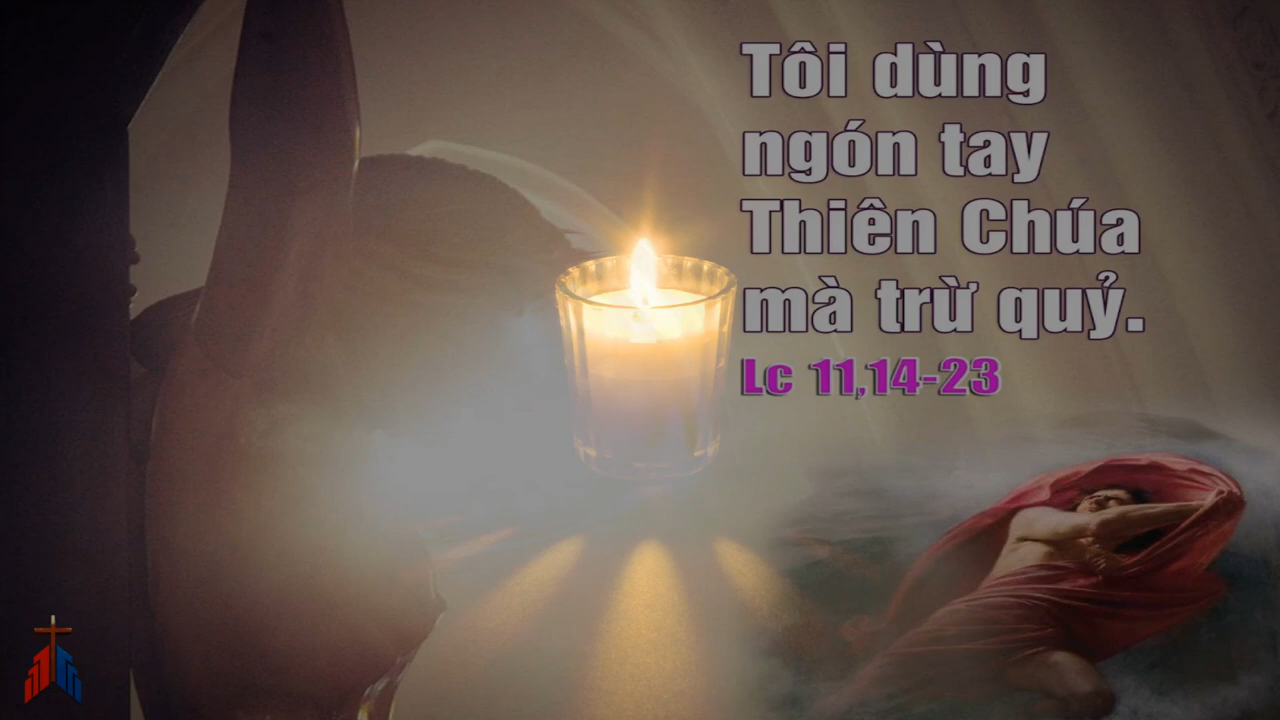 Tôi dùng
ngón tay
Thiên Chúa
mà trừ quỷ.
Lc 11,14-23